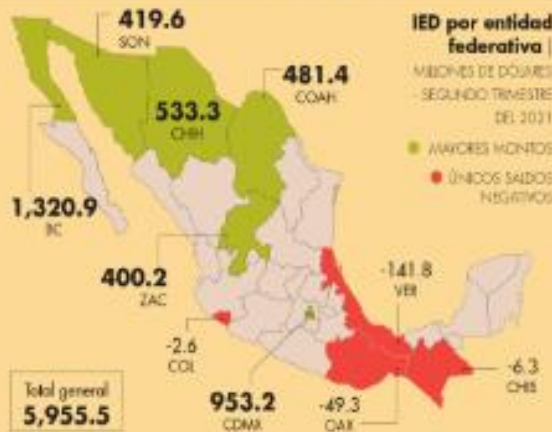 IED por entidad
federativa |
MILLONES DE DÓLARES
- SEGUNDO TRIMESTRE
DEL 2021
MAYORES MONTOS
ÚNICOS SALDOS
NEGATIVOS
419.6
SON
481.4
COAH
533.3
CHIH
1,320.9
BC
400.2
ZAC
-141.8
VER
-2.6
COL
-6.3
CHIS
953.2
CDMX
-49.3
OAX
Total general
5,955.5